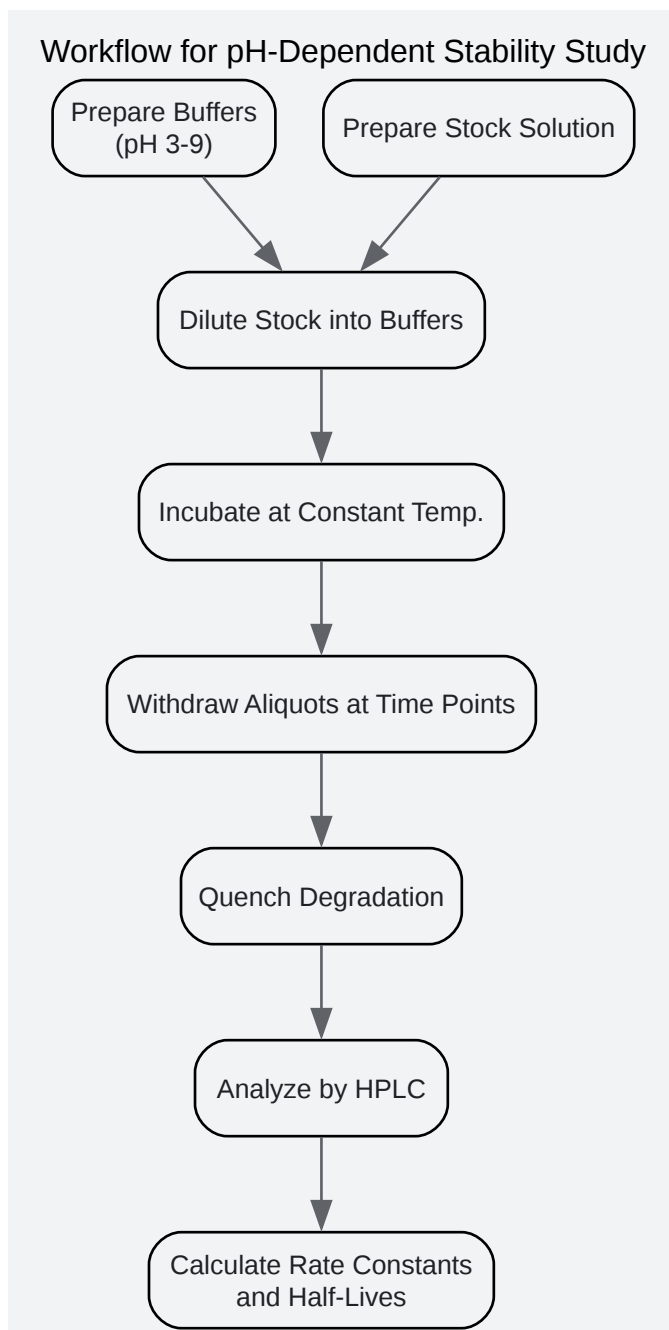 Workflow for pH-Dependent Stability Study
Prepare Buffers
(pH 3-9)
Prepare Stock Solution
Dilute Stock into Buffers
Incubate at Constant Temp.
Withdraw Aliquots at Time Points
Quench Degradation
Analyze by HPLC
Calculate Rate Constants
and Half-Lives